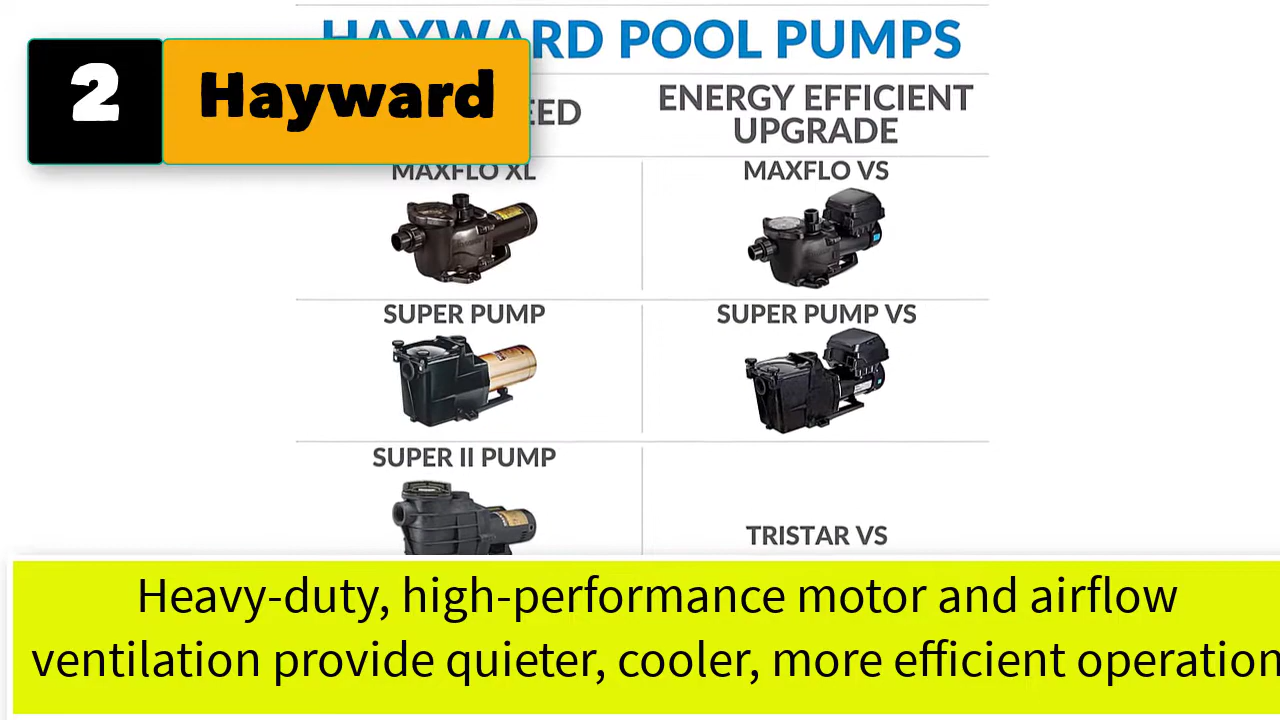 HAYWARD POOL PUMPS
2 Hayward
EED
ENERGY EFFICIENT
UPGRADE
MAXFLO XL
MAXFLO VS
SUPER PUMP
SUPER PUMP VS
SUPER II PUMP
TRISTAR VS
Heavy-duty, high-performance motor and airflow
ventilation provide quieter, cooler, more efficient operation